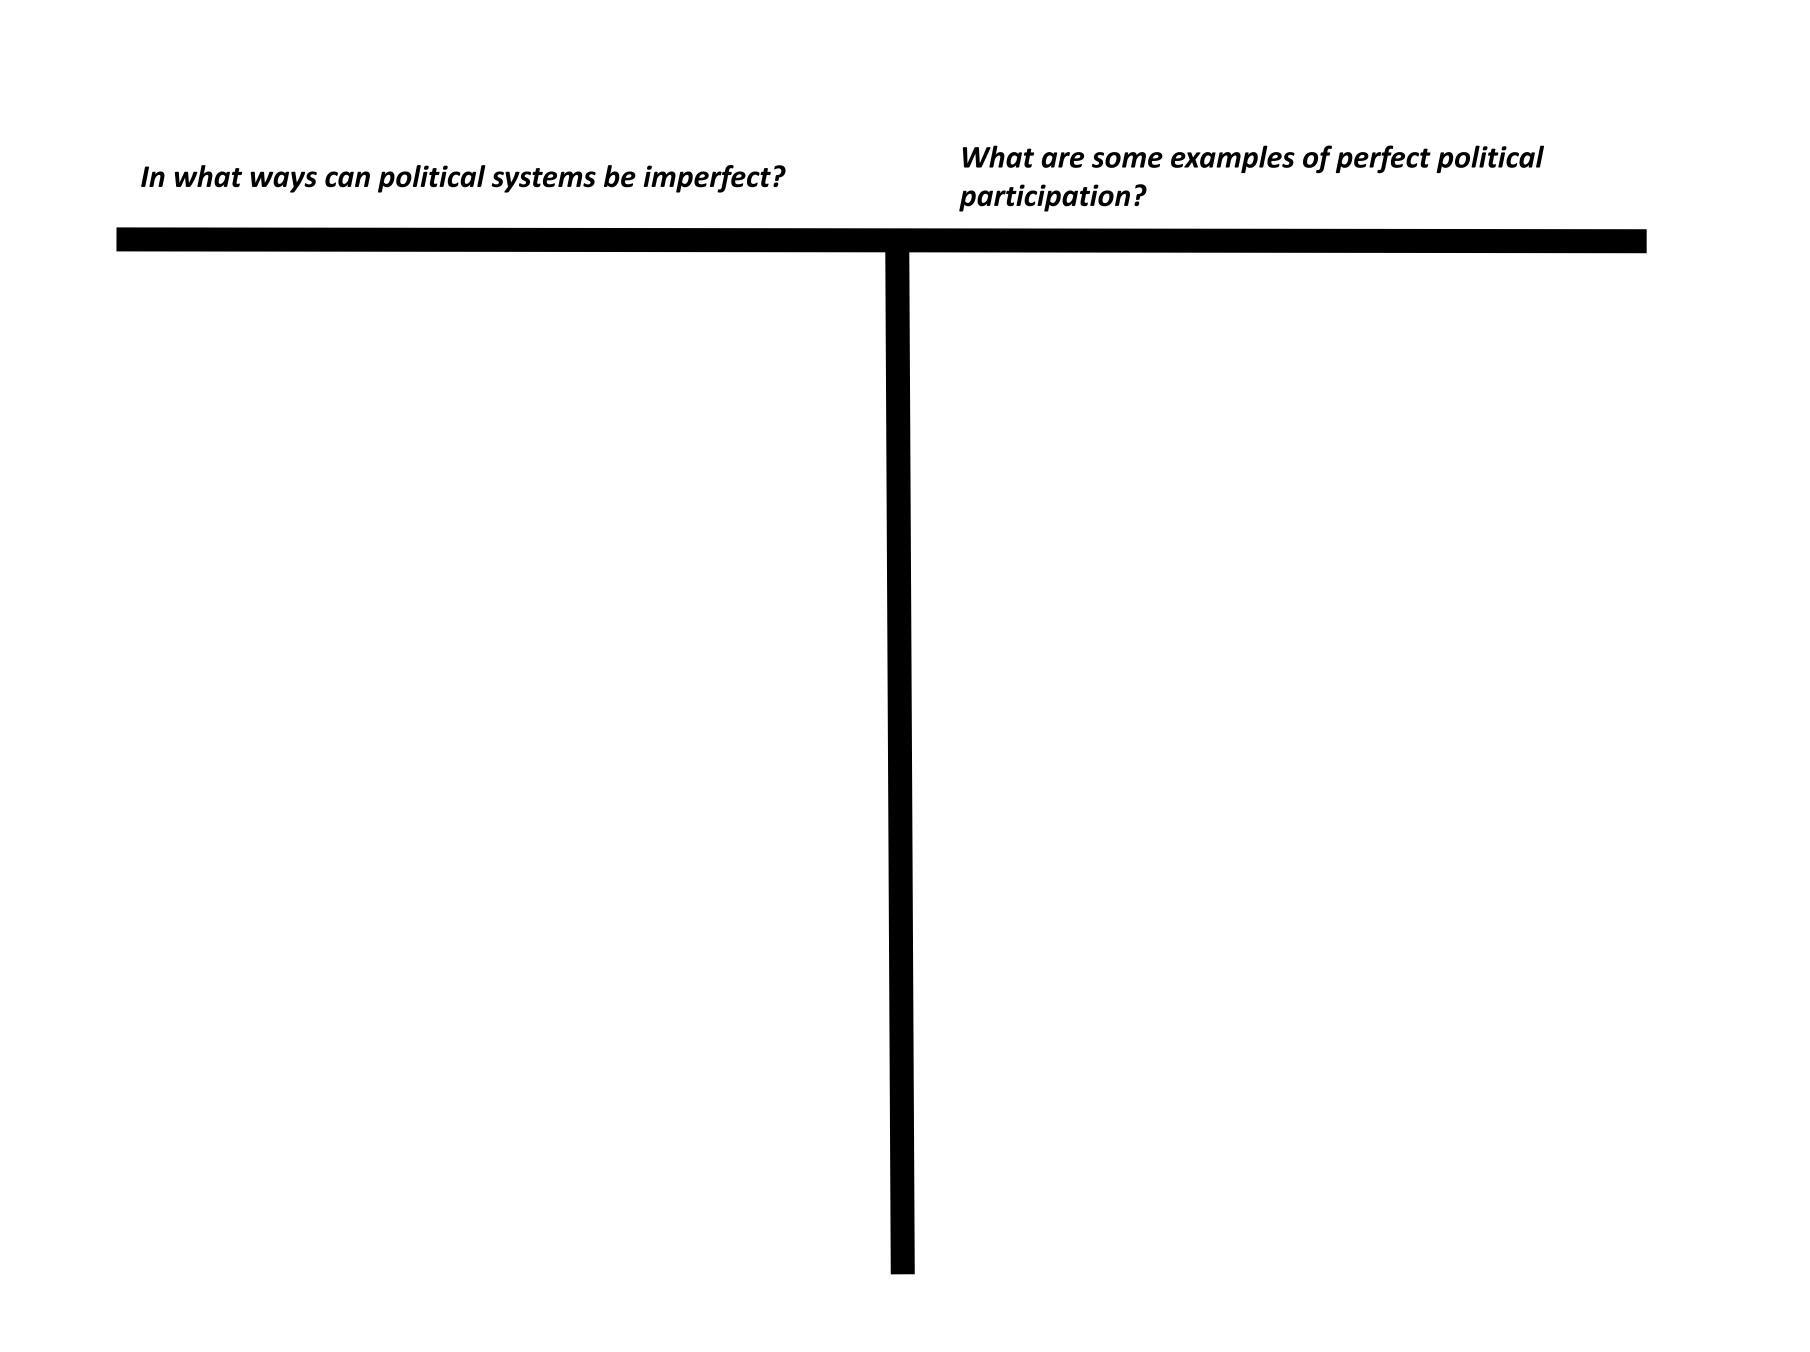 In what ways can political systems be imperfect?
What are some examples of perfect political
participation?